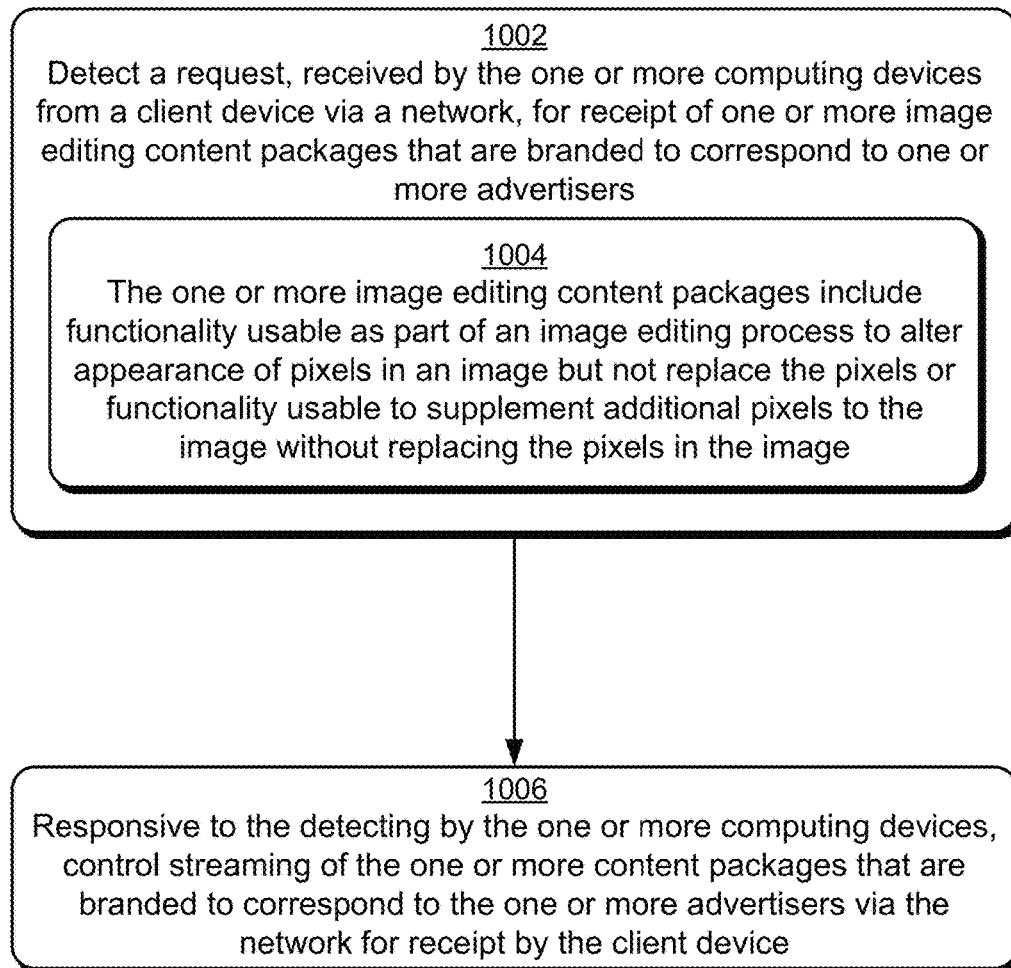 1002
Detect a request, received by the one or more computing devices
from a client device via a network, for receipt of one or more image
editing content packages that are branded to correspond to one or
more advertisers
1004
The one or more image editing content packages include
functionality usable as part of an image editing process to alter
appearance of pixels in an image but not replace the pixels or
functionality usable to supplement additional pixels to the
image without replacing the pixels in the image
1006
Responsive to the detecting by the one or more computing devices,
control streaming of the one or more content packages that are
branded to correspond to the one or more advertisers via the
network for receipt by the client device